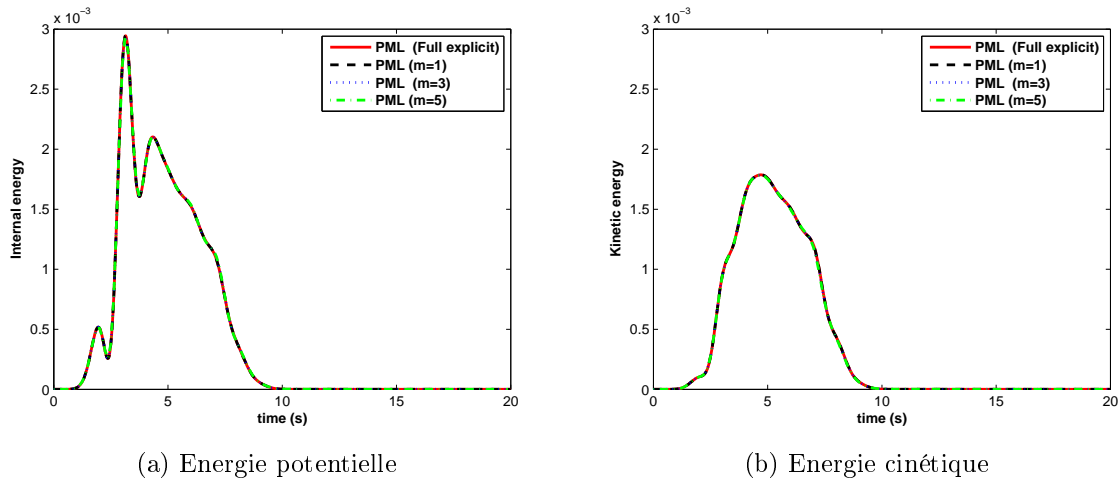 x 10⁻³
3
2.5
2
1.5
1
0.5
0
Internal energy
PML (Full explicit)
PML (m=1)
PML (m=3)
PML (m=5)
0 5 10 15 20
time (s)
(a) Energie potentielle
x 10⁻³
3
2.5
2
1.5
1
0.5
0
Kinetic energy
PML (Full explicit)
PML (m=1)
PML (m=3)
PML (m=5)
0 5 10 15 20
time (s)
(b) Energie cinétique